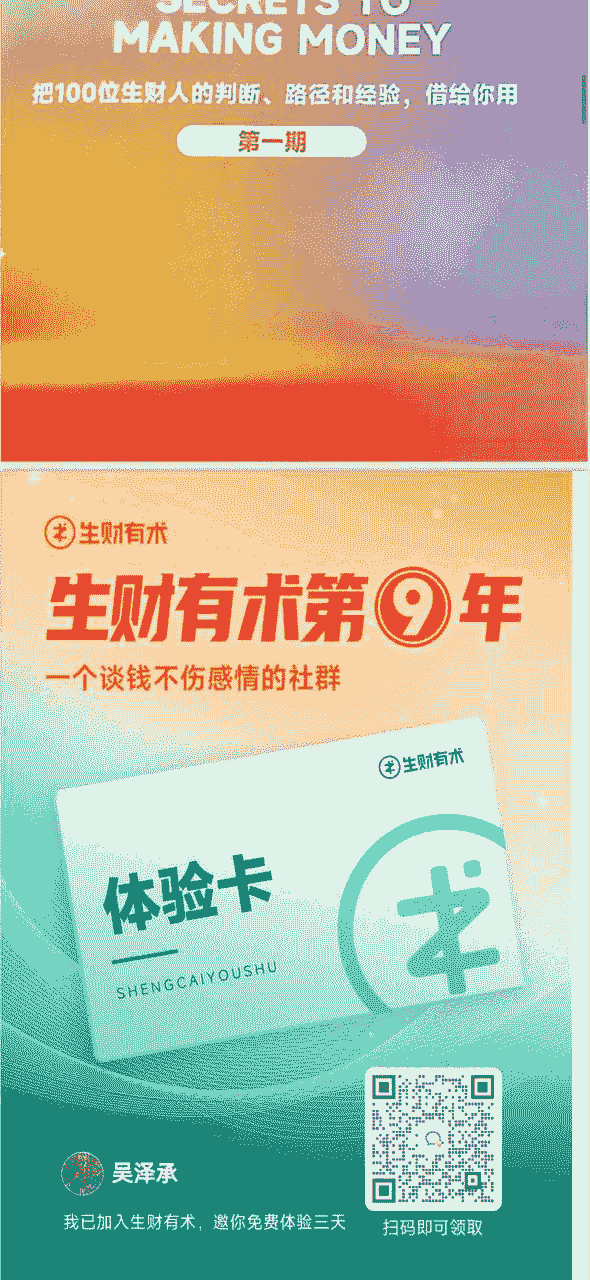 SECRETS TO
MAKING MONEY
把100位生财人的判断、路径和经验，借给你用
第一期
生财有术
生财有术第9年
一个谈钱不伤感情的社群
生财有术
体验卡
SHENGCAIYOUSHU
吴泽承
我已加入生财有术，邀你免费体验三天
扫码即可领取